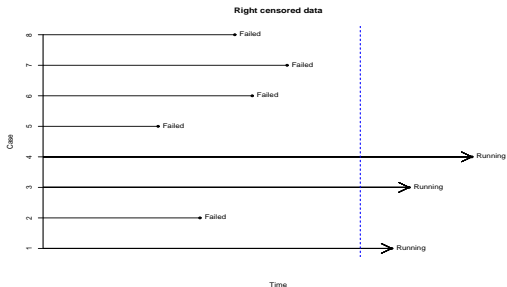 Right censored data
8
Failed
7
Failed
6
Failed
5
Failed
4
Running
3
Running
2
Failed
1
Running
Case
Time